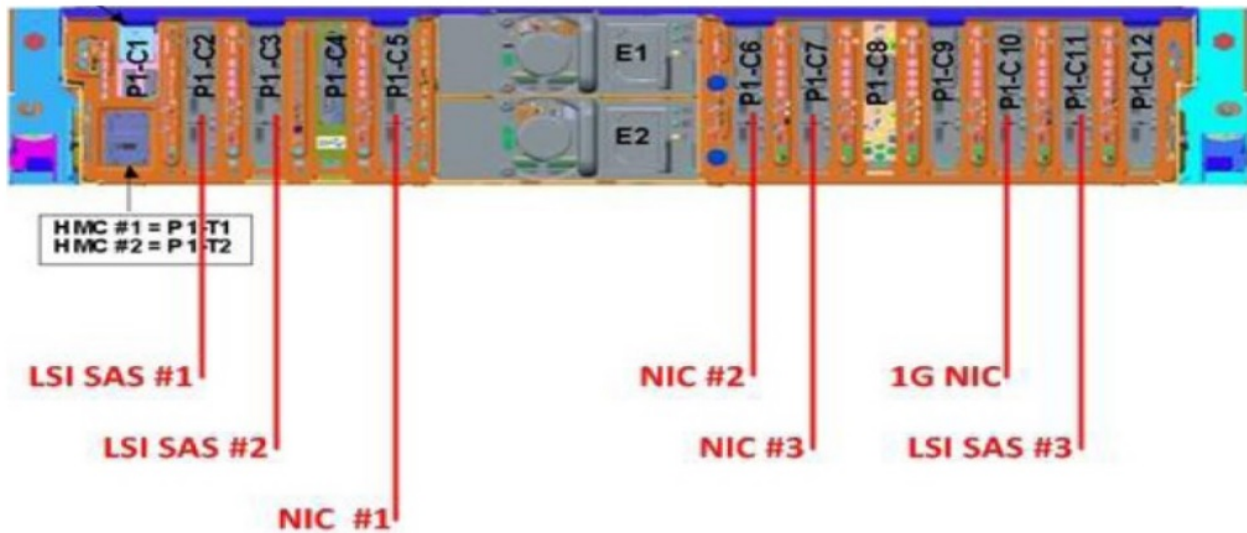 P1-C1
P1-C2
P1-C3
P1-C4
P1-C5
E1
E2
P1-C6
P1-C7
P1-C8
P1-C9
P1-C10
P1-C11
P1-C12
HMC #1 = P1-T1
HMC #2 = P1-T2
LSI SAS #1
NIC #2
1G NIC
LSI SAS #2
NIC #3
LSI SAS #3
NIC #1